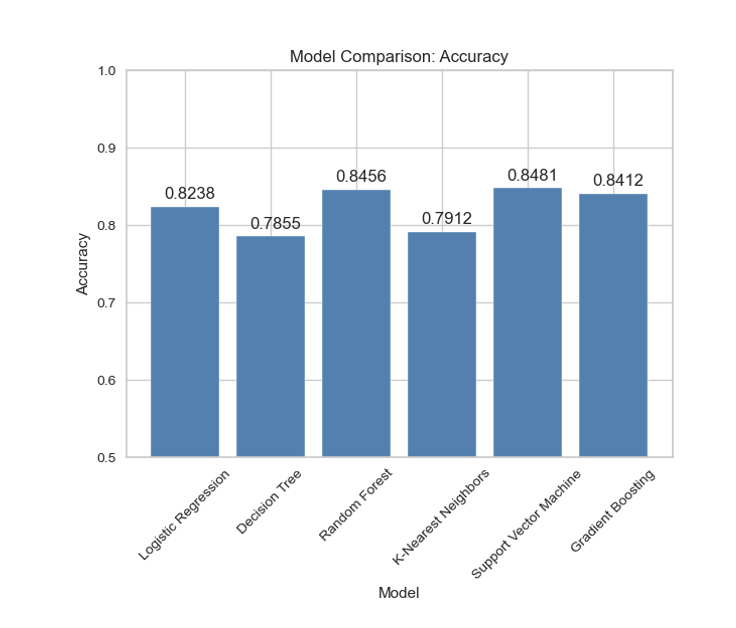 Model Comparison: Accuracy
1.0
0.9
0.8
0.7
0.6
0.5
Accuracy
0.8238
0.7855
0.8456
0.7912
0.8481
0.8412
Logistic Regression
Decision Tree
Random Forest
K-Nearest Neighbors
Support Vector Machine
Gradient Boosting
Model